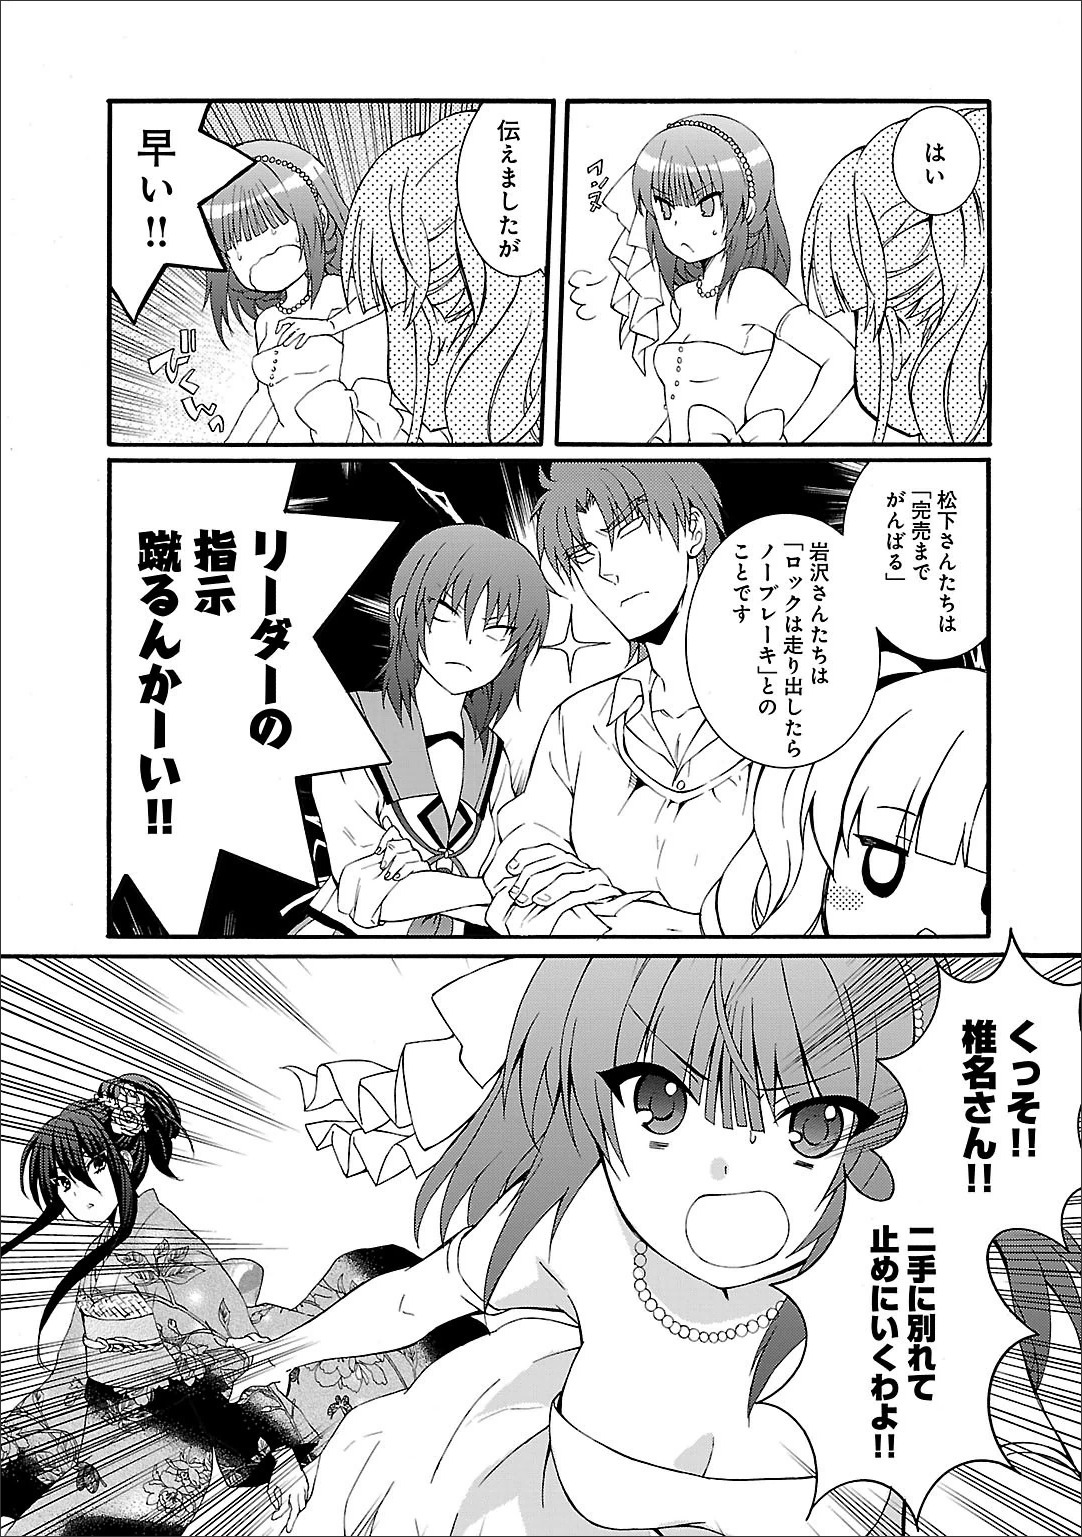 はい
フンヌ
伝えましたが
早い!!
びくんっ
松下さんたちは
「完売まで
がんばる」
岩沢さんたちは
「ロックは走り出したら
ノーブレーキ」との
ことです
リーダーの
指示
蹴るんかーい!!
くっそ!!
椎名さん!!
二手に別れて
止めにいくわよ!!